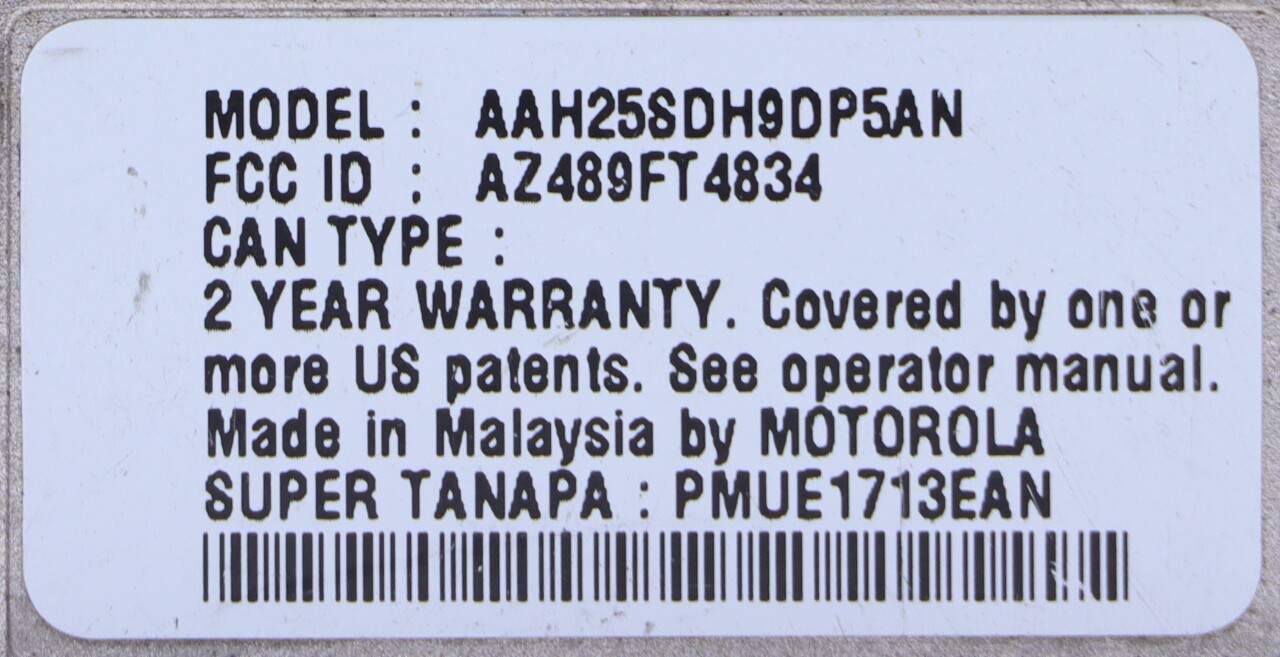 MODEL : AAH25SDH9DP5AN
FCC ID : AZ489FT4834
CAN TYPE :
2 YEAR WARRANTY. Covered by one or
more US patents. See operator manual.
Made in Malaysia by MOTOROLA
SUPER TANAPA : PMUE1713EAN